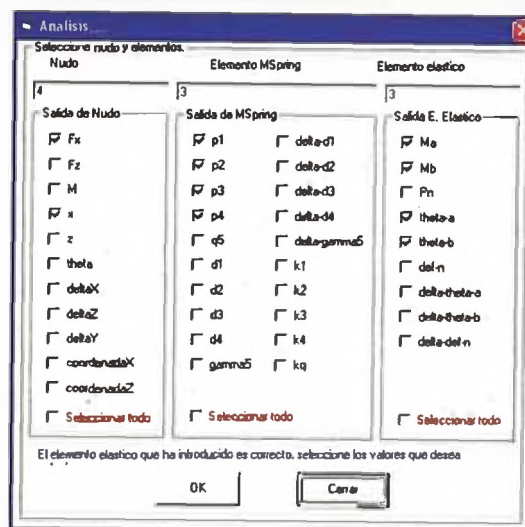 Analisis
Seleccione nudo y elementos.
Nudo Elemento MSpring Elemento elastico
4 3 3
Salida de Nudo Salida de MSpring Salida E. Elastico
Fx p1 delta-d1 Ma
Fz p2 delta-d2 Mb
M p3 delta-d3 Pn
x p4 delta-d4 theta-a
z q5 delta-gamma5 theta-b
theta d1 k1 del-n
deltaX d2 k2 delta-theta-a
deltaZ d3 k3 delta-theta-b
deltaY d4 k4 delta-del-n
coordenadaX gamma5 kq
coordenadaZ
Seleccionar todo Seleccionar todo Seleccionar todo
El elemento elastico que ha introducido es correcto, seleccione los valores que desea
OK Cerrar